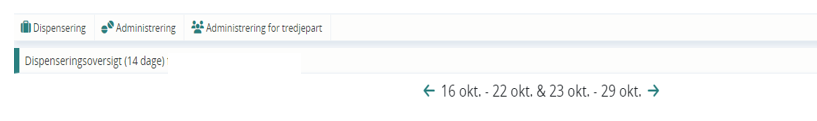 Dispensering Administrering Administrering for tredjepart
Dispenseringsoversigt (14 dage)
16 okt. - 22 okt. & 23 okt. - 29 okt.